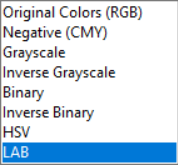 Original Colors (RGB)
Negative (CMY)
Grayscale
Inverse Grayscale
Binary
Inverse Binary
HSV
LAB